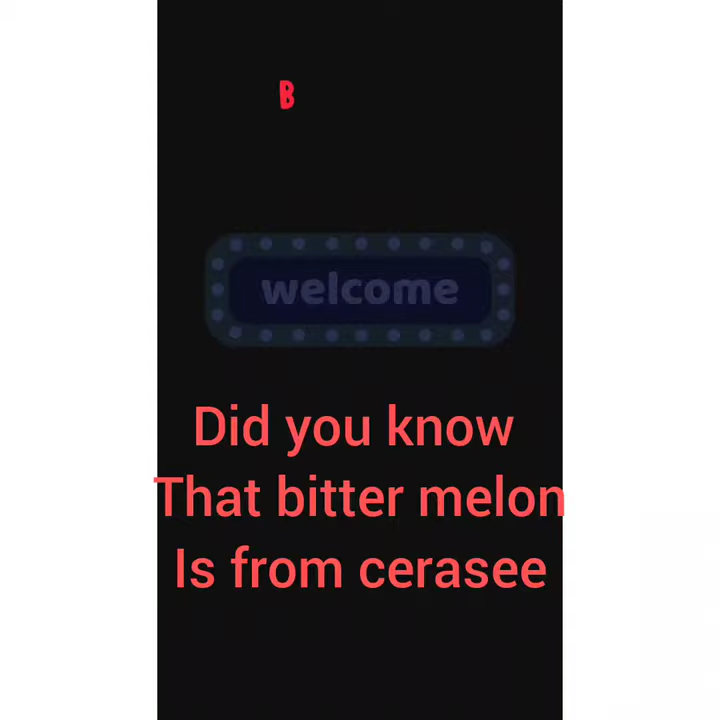 B
welcome
Did you know
That bitter melon
Is from cerasee